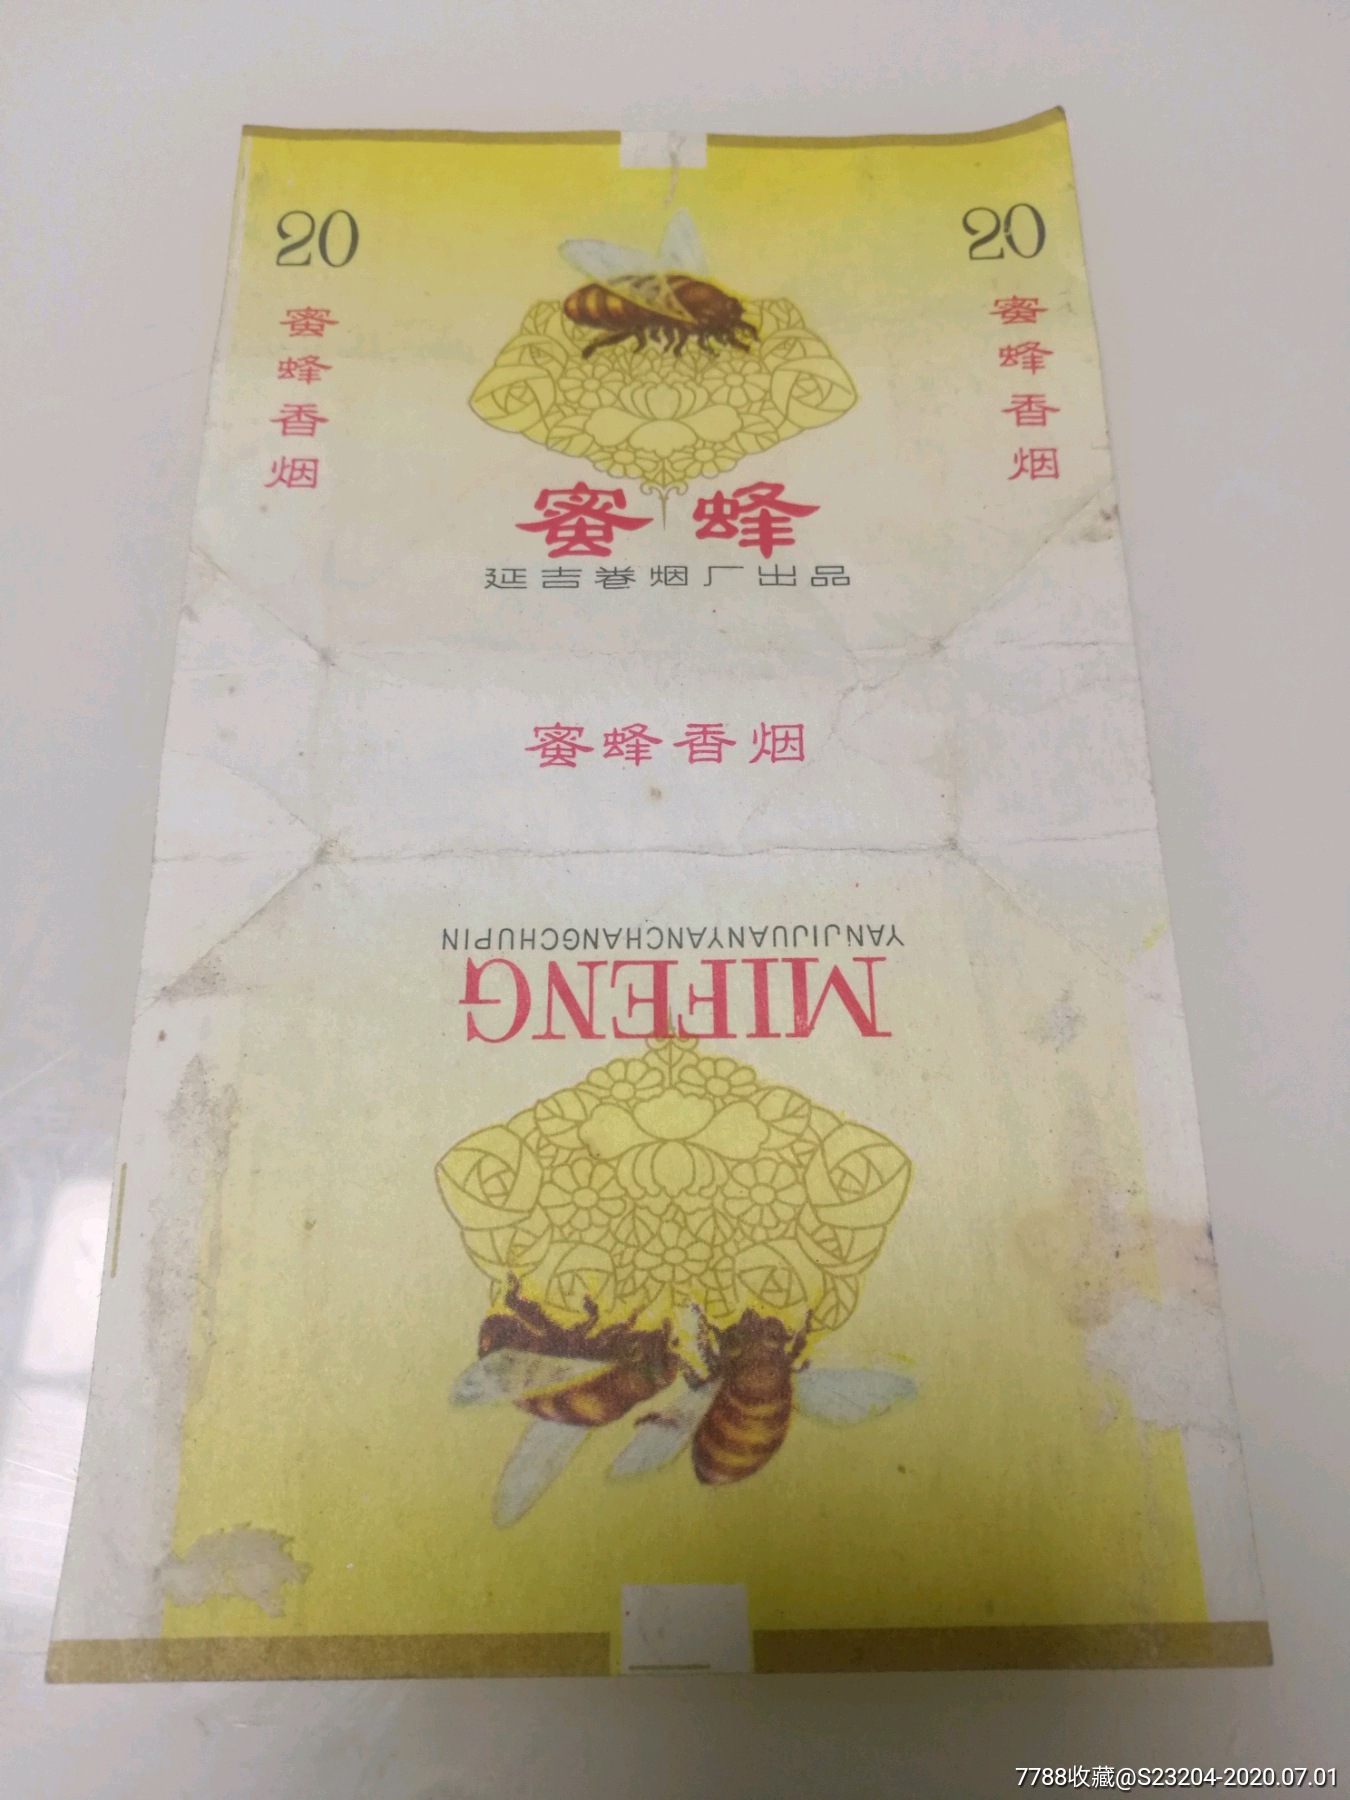 20
20
蜜蜂香烟
蜜蜂香烟
蜜蜂
延吉卷烟厂出品
蜜蜂香烟
YANJIJUANYANCHANGCHUPIN
MIFENG
7788收藏@S23204-2020.07.01